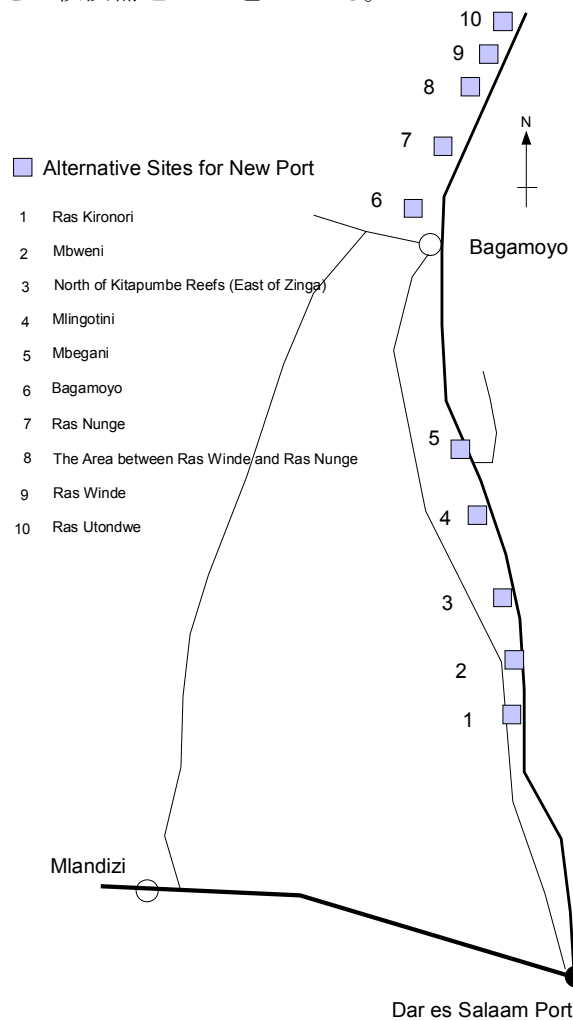 10
9
8
7
N
Alternative Sites for New Port
6
1 Ras Kironori
Bagamoyo
2 Mbweni
3 North of Kitapumbe Reefs (East of Zinga)
4 Mlingotini
5 Mbegani
6 Bagamoyo
7 Ras Nunge
5
8 The Area between Ras Winde and Ras Nunge
9 Ras Winde
4
10 Ras Utondwe
3
2
1
Mlandizi
Dar es Salaam Port